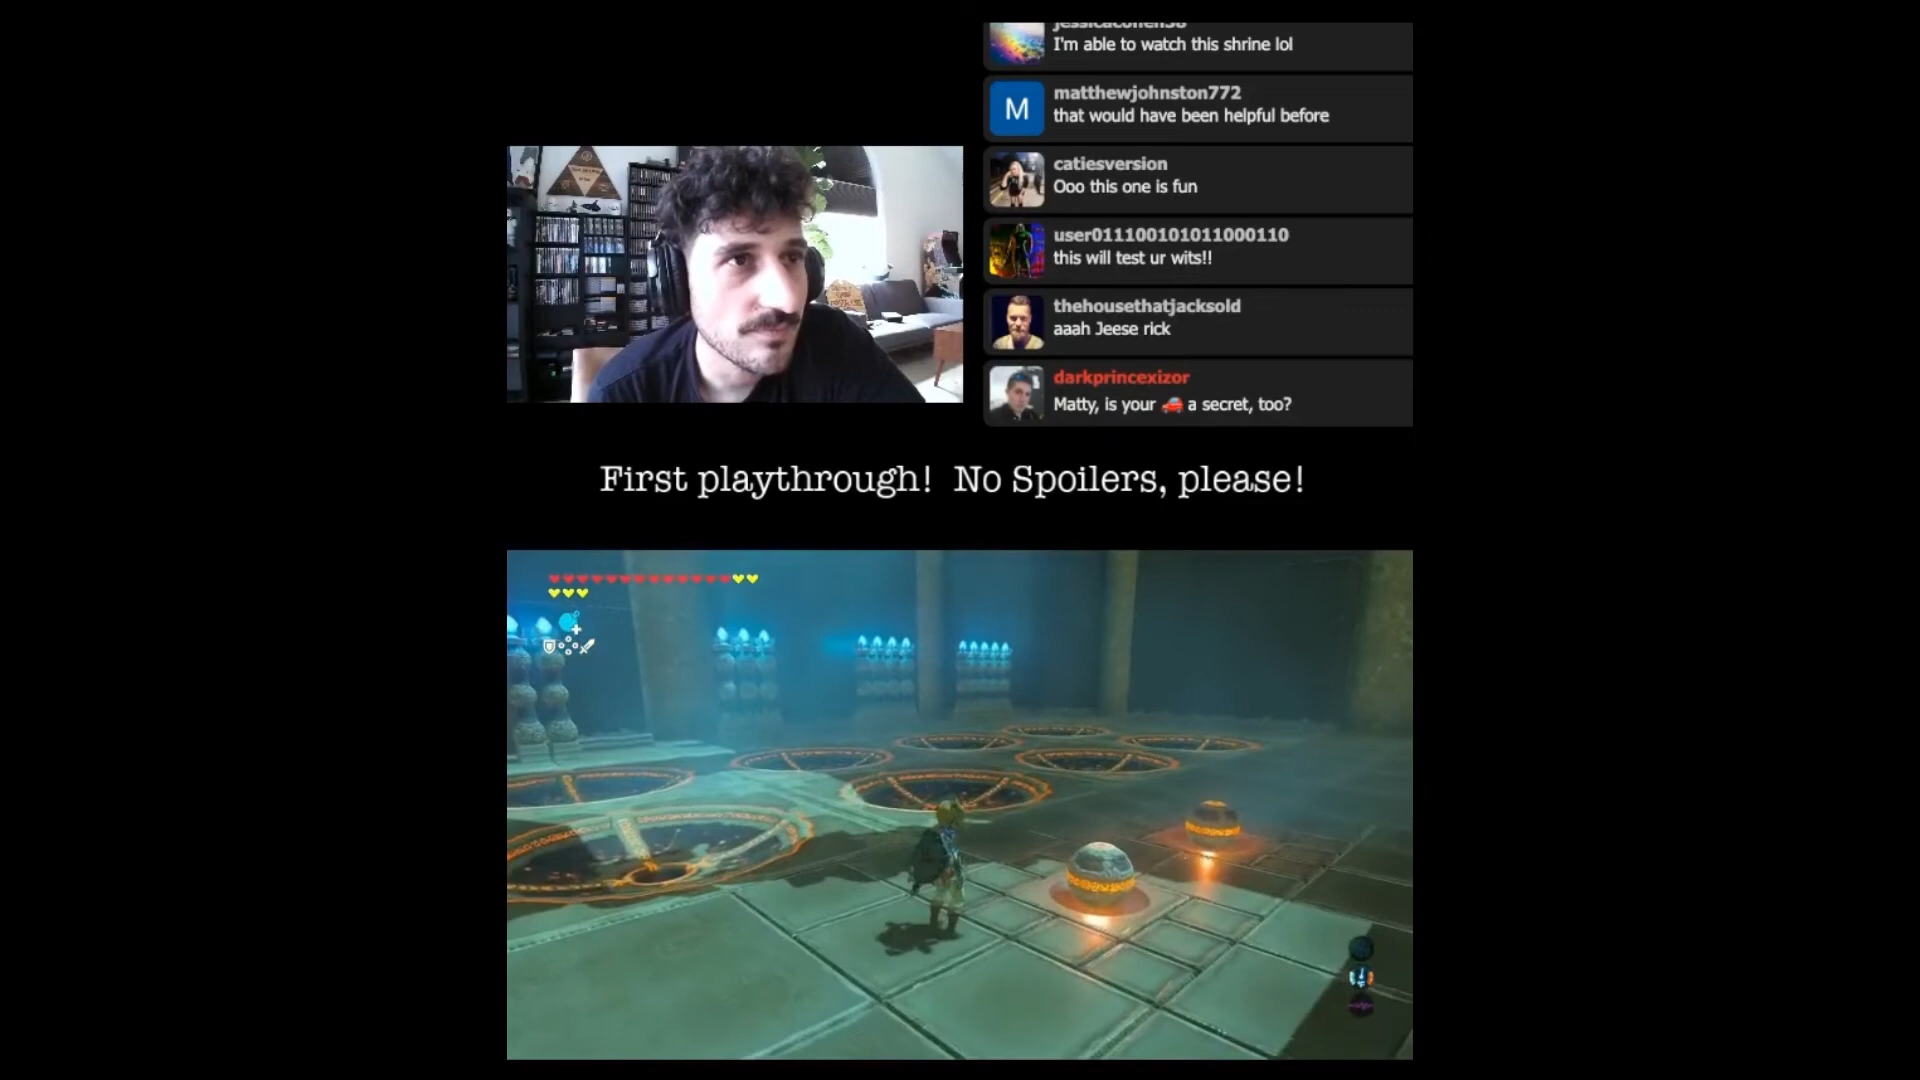 jessicacohen38
I'm able to watch this shrine lol
M
matthewjohnston772
that would have been helpful before
catiesversion
Ooo this one is fun
user011100101011000110
this will test ur wits!!
thehousethatjacksold
aaah Jeese rick
darkprincexizor
Matty, is your 🚗 a secret, too?
First playthrough! No Spoilers, please!